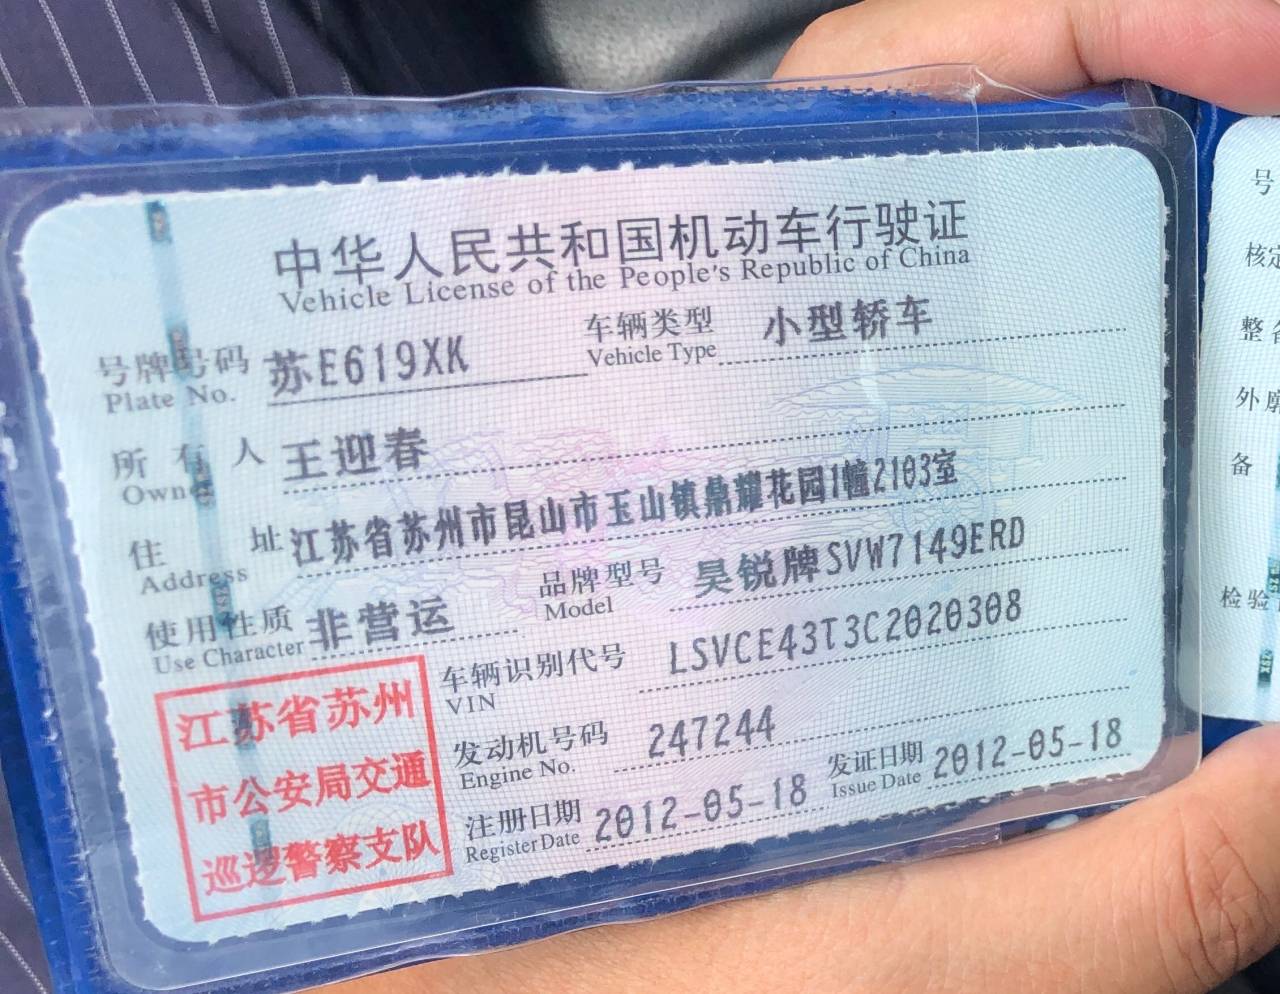 中华人民共和国机动车行驶证
Vehicle License of the People's Republic of China
号牌号码 苏E619XK 车辆类型 小型轿车
Plate No. Vehicle Type
所有人 王迎春
Owner
住址 江苏省苏州市昆山市玉山镇鼎耀花园1幢2103室
Address
使用性质 非营运 品牌型号 昊锐牌SVW7149ERD
Use Character Model
车辆识别代号 LSVCE43T3C2020308
VIN
发动机号码 247244
Engine No.
注册日期 2012-05-18 发证日期 2012-05-18
Register Date Issue Date
江苏省苏州
市公安局交通
巡逻警察支队
号
核定
整备
外廓
备
检验